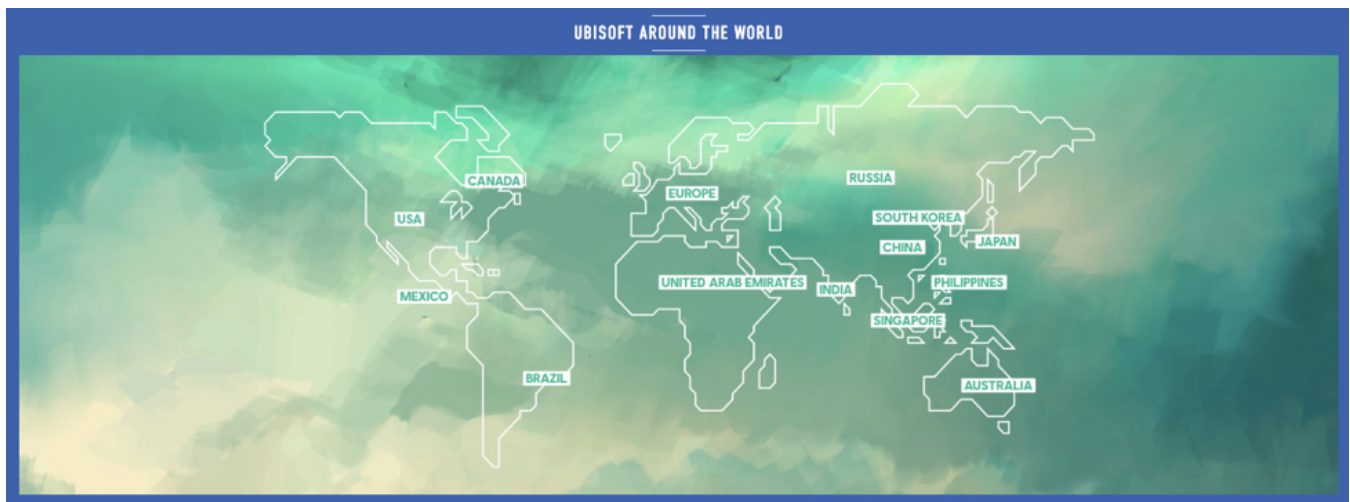 UBISOFT AROUND THE WORLD
RUSSIA
CANADA
EUROPE
USA
SOUTH KOREA
JAPAN
CHINA
UNITED ARAB EMIRATES
PHILIPPINES
INDIA
MEXICO
SINGAPORE
BRAZIL
AUSTRALIA